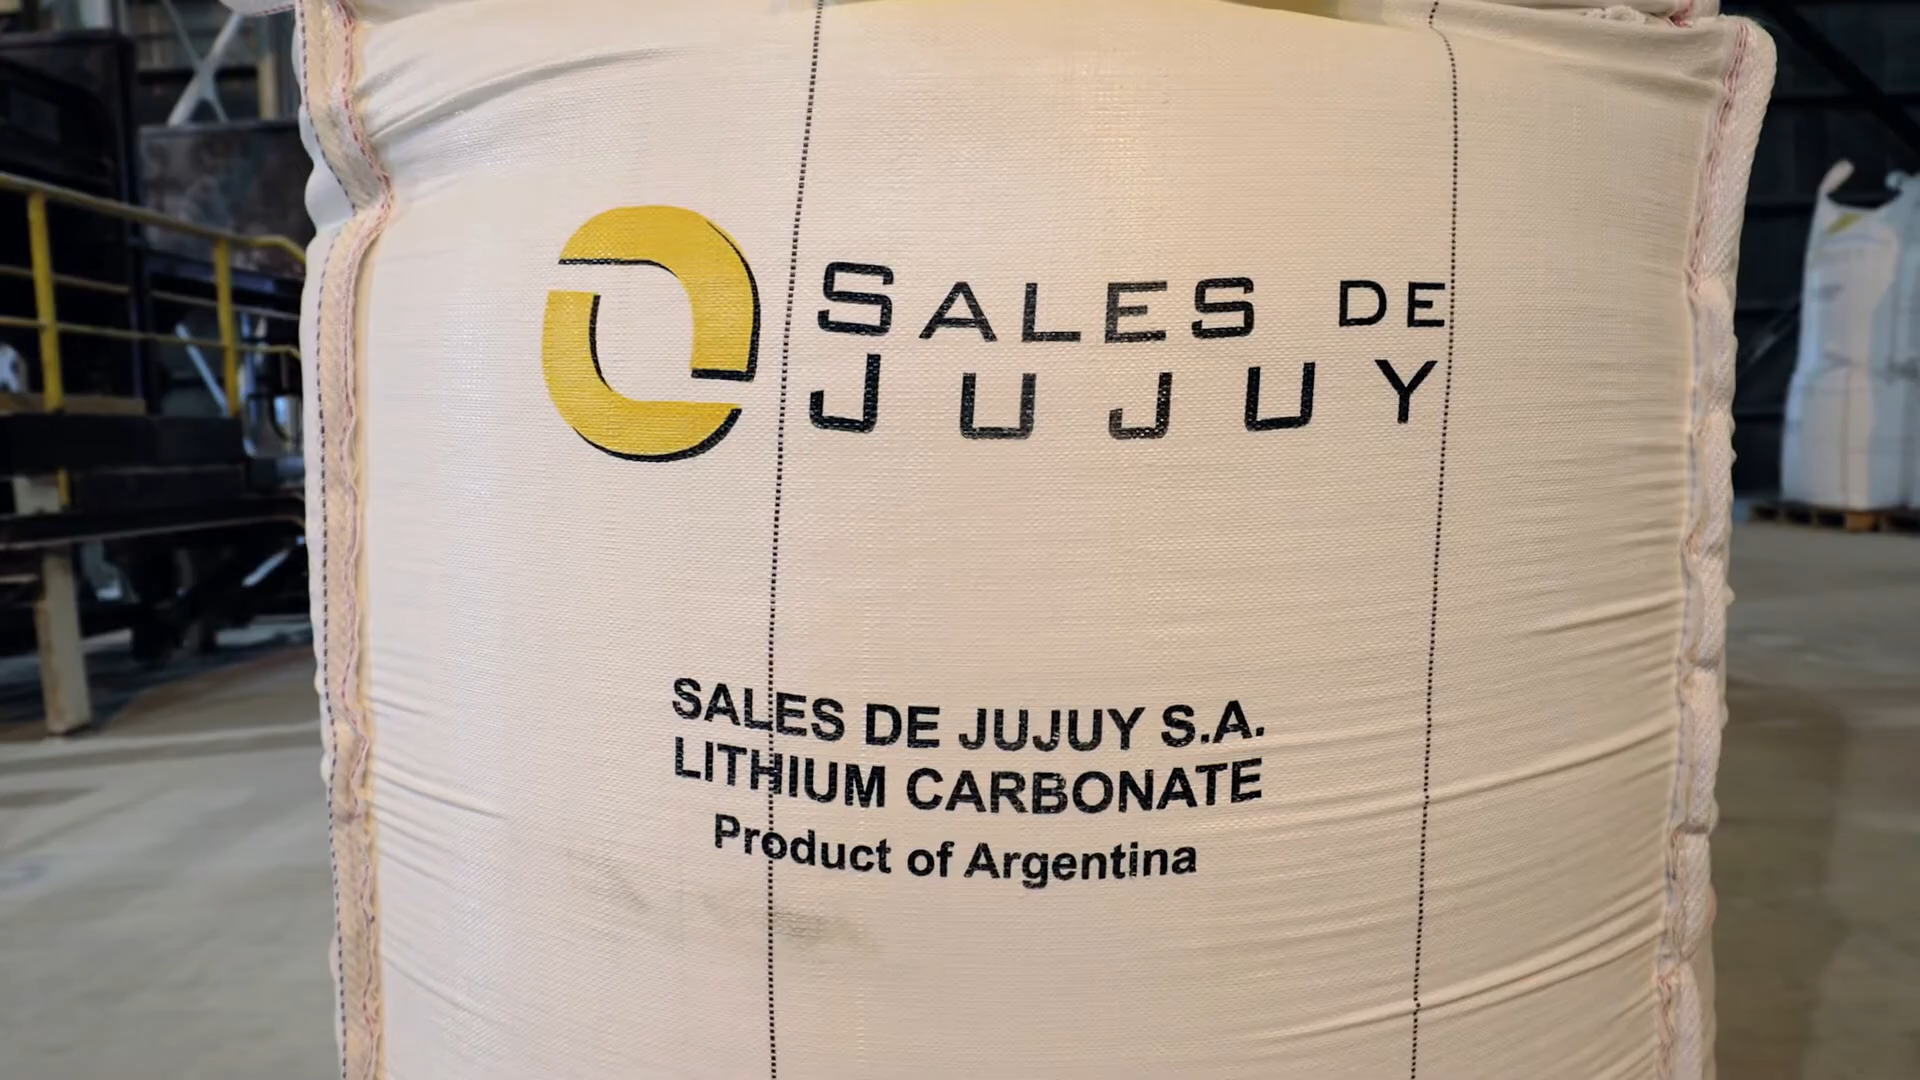 SALES DE
JUJUY
SALES DE JUJUY S.A.
LITHIUM CARBONATE
Product of Argentina